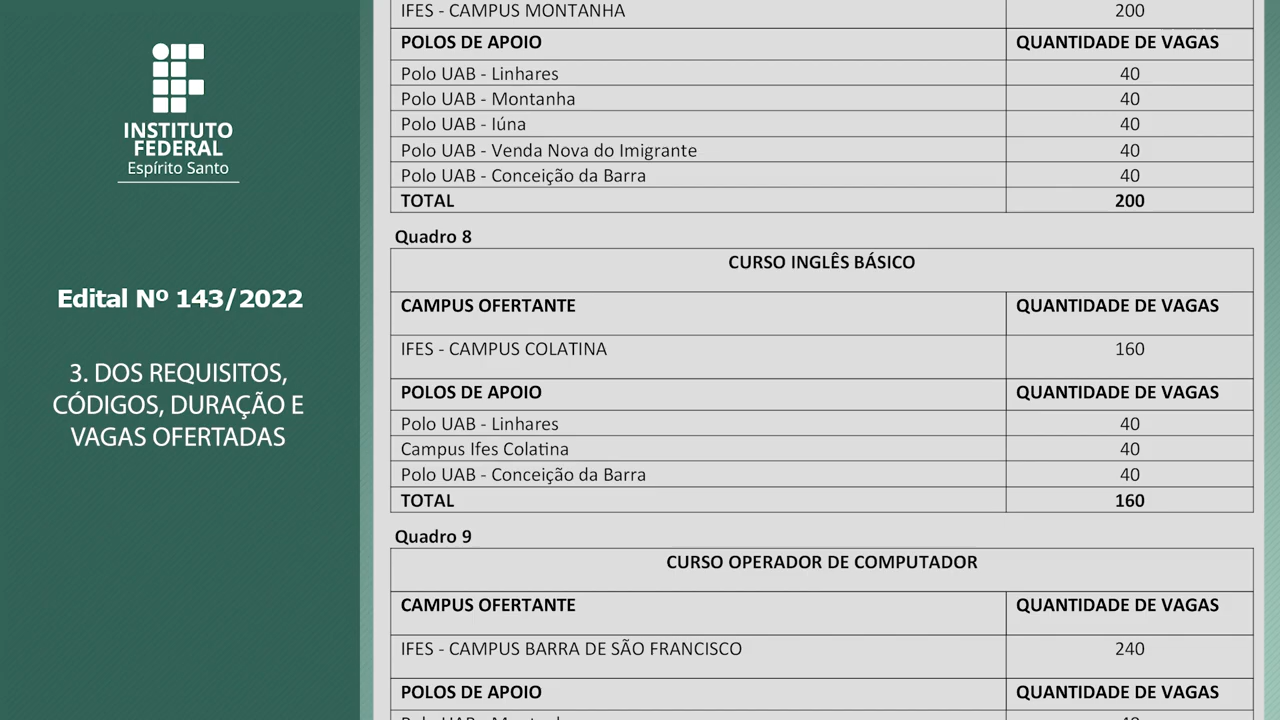 INSTITUTO
FEDERAL
Espírito Santo
Edital Nº 143/2022
3. DOS REQUISITOS,
CÓDIGOS, DURAÇÃO E
VAGAS OFERTADAS
IFES - CAMPUS MONTANHA 200
POLOS DE APOIO QUANTIDADE DE VAGAS
Polo UAB - Linhares 40
Polo UAB - Montanha 40
Polo UAB - Iúna 40
Polo UAB - Venda Nova do Imigrante 40
Polo UAB - Conceição da Barra 40
TOTAL 200
Quadro 8
CURSO INGLÊS BÁSICO
CAMPUS OFERTANTE QUANTIDADE DE VAGAS
IFES - CAMPUS COLATINA 160
POLOS DE APOIO QUANTIDADE DE VAGAS
Polo UAB - Linhares 40
Campus Ifes Colatina 40
Polo UAB - Conceição da Barra 40
TOTAL 160
Quadro 9
CURSO OPERADOR DE COMPUTADOR
CAMPUS OFERTANTE QUANTIDADE DE VAGAS
IFES - CAMPUS BARRA DE SÃO FRANCISCO 240
POLOS DE APOIO QUANTIDADE DE VAGAS